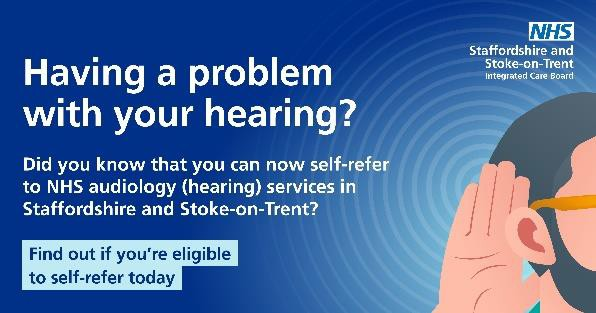 NHS
Staffordshire and
Stoke-on-Trent
Integrated Care Board
Having a problem
with your hearing?
Did you know that you can now self-refer
to NHS audiology (hearing) services in
Staffordshire and Stoke-on-Trent?
Find out if you're eligible
to self-refer today